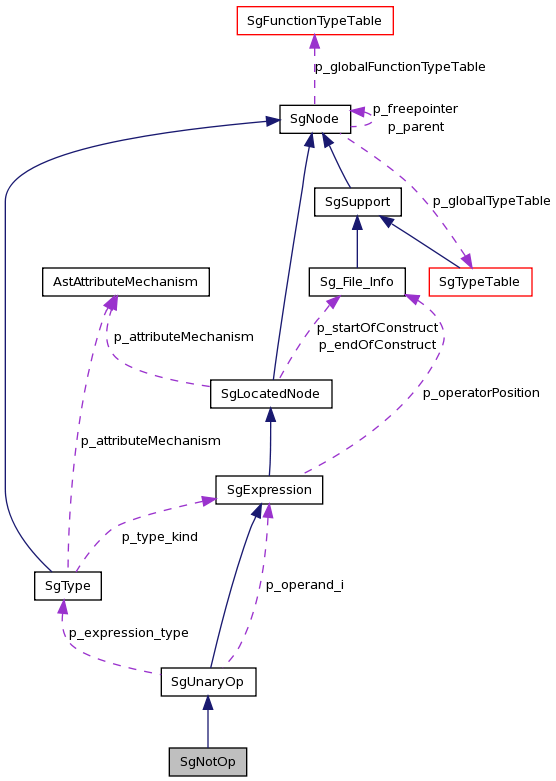 SgFunctionTypeTable
p_globalFunctionTypeTable
SgNode
p_freepointer
p_parent
SgSupport
p_globalTypeTable
AstAttributeMechanism
Sg_File_Info
SgTypeTable
p_attributeMechanism
p_startOfConstruct
p_endOfConstruct
SgLocatedNode
p_operatorPosition
p_attributeMechanism
SgExpression
p_type_kind
SgType
p_operand_i
p_expression_type
SgUnaryOp
SgNotOp